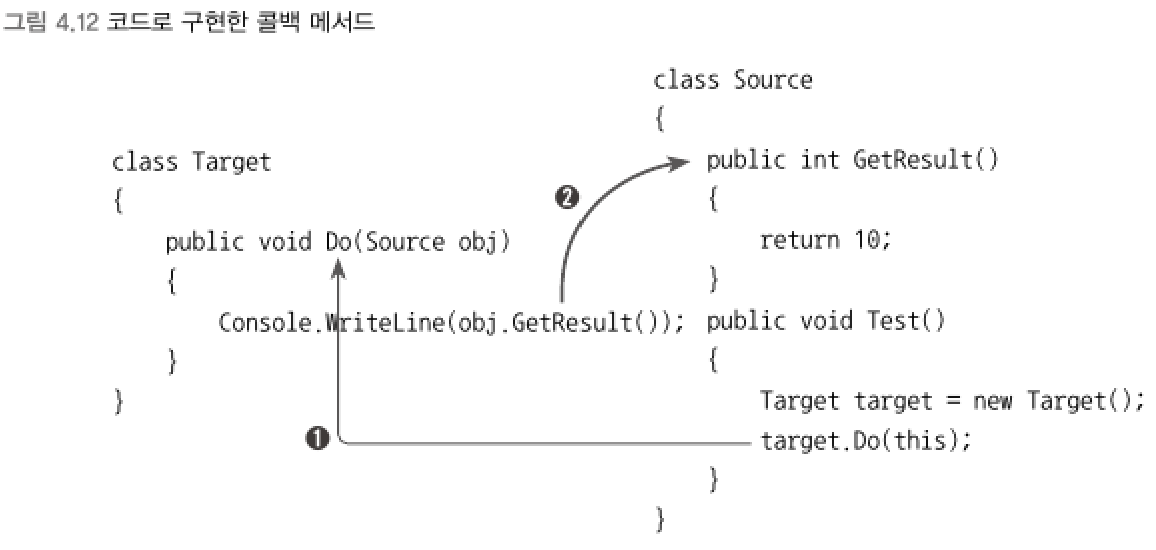 그림 4.12 코드로 구현한 콜백 메서드
class Target
{
public void Do(Source obj)
{
Console.WriteLine(obj.GetResult());
}
}
❶
❷
class Source
{
public int GetResult()
{
return 10;
}
public void Test()
{
Target target = new Target();
target.Do(this);
}
}